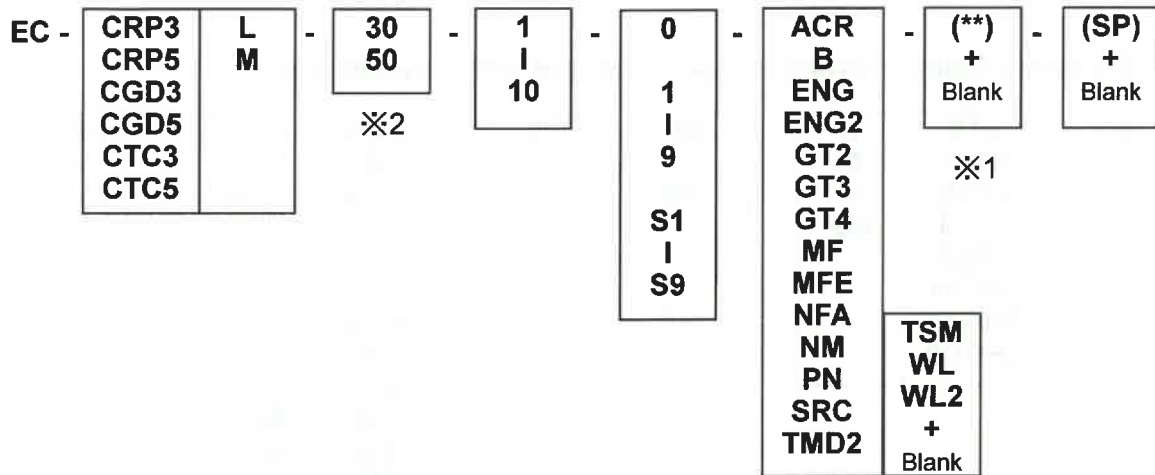 EC - CRP3 L - 30 - 1 - 0 - ACR - (**) - (SP)
CRP5 M 50 I B + +
CGD3 10 1 ENG Blank Blank
CGD5 ※2 I ENG2
CTC3 9 GT2 ※1
CTC5 GT3
S1 GT4
I MF
S9 MFE
NFA
NM TSM
PN WL
SRC WL2
TMD2 +
Blank